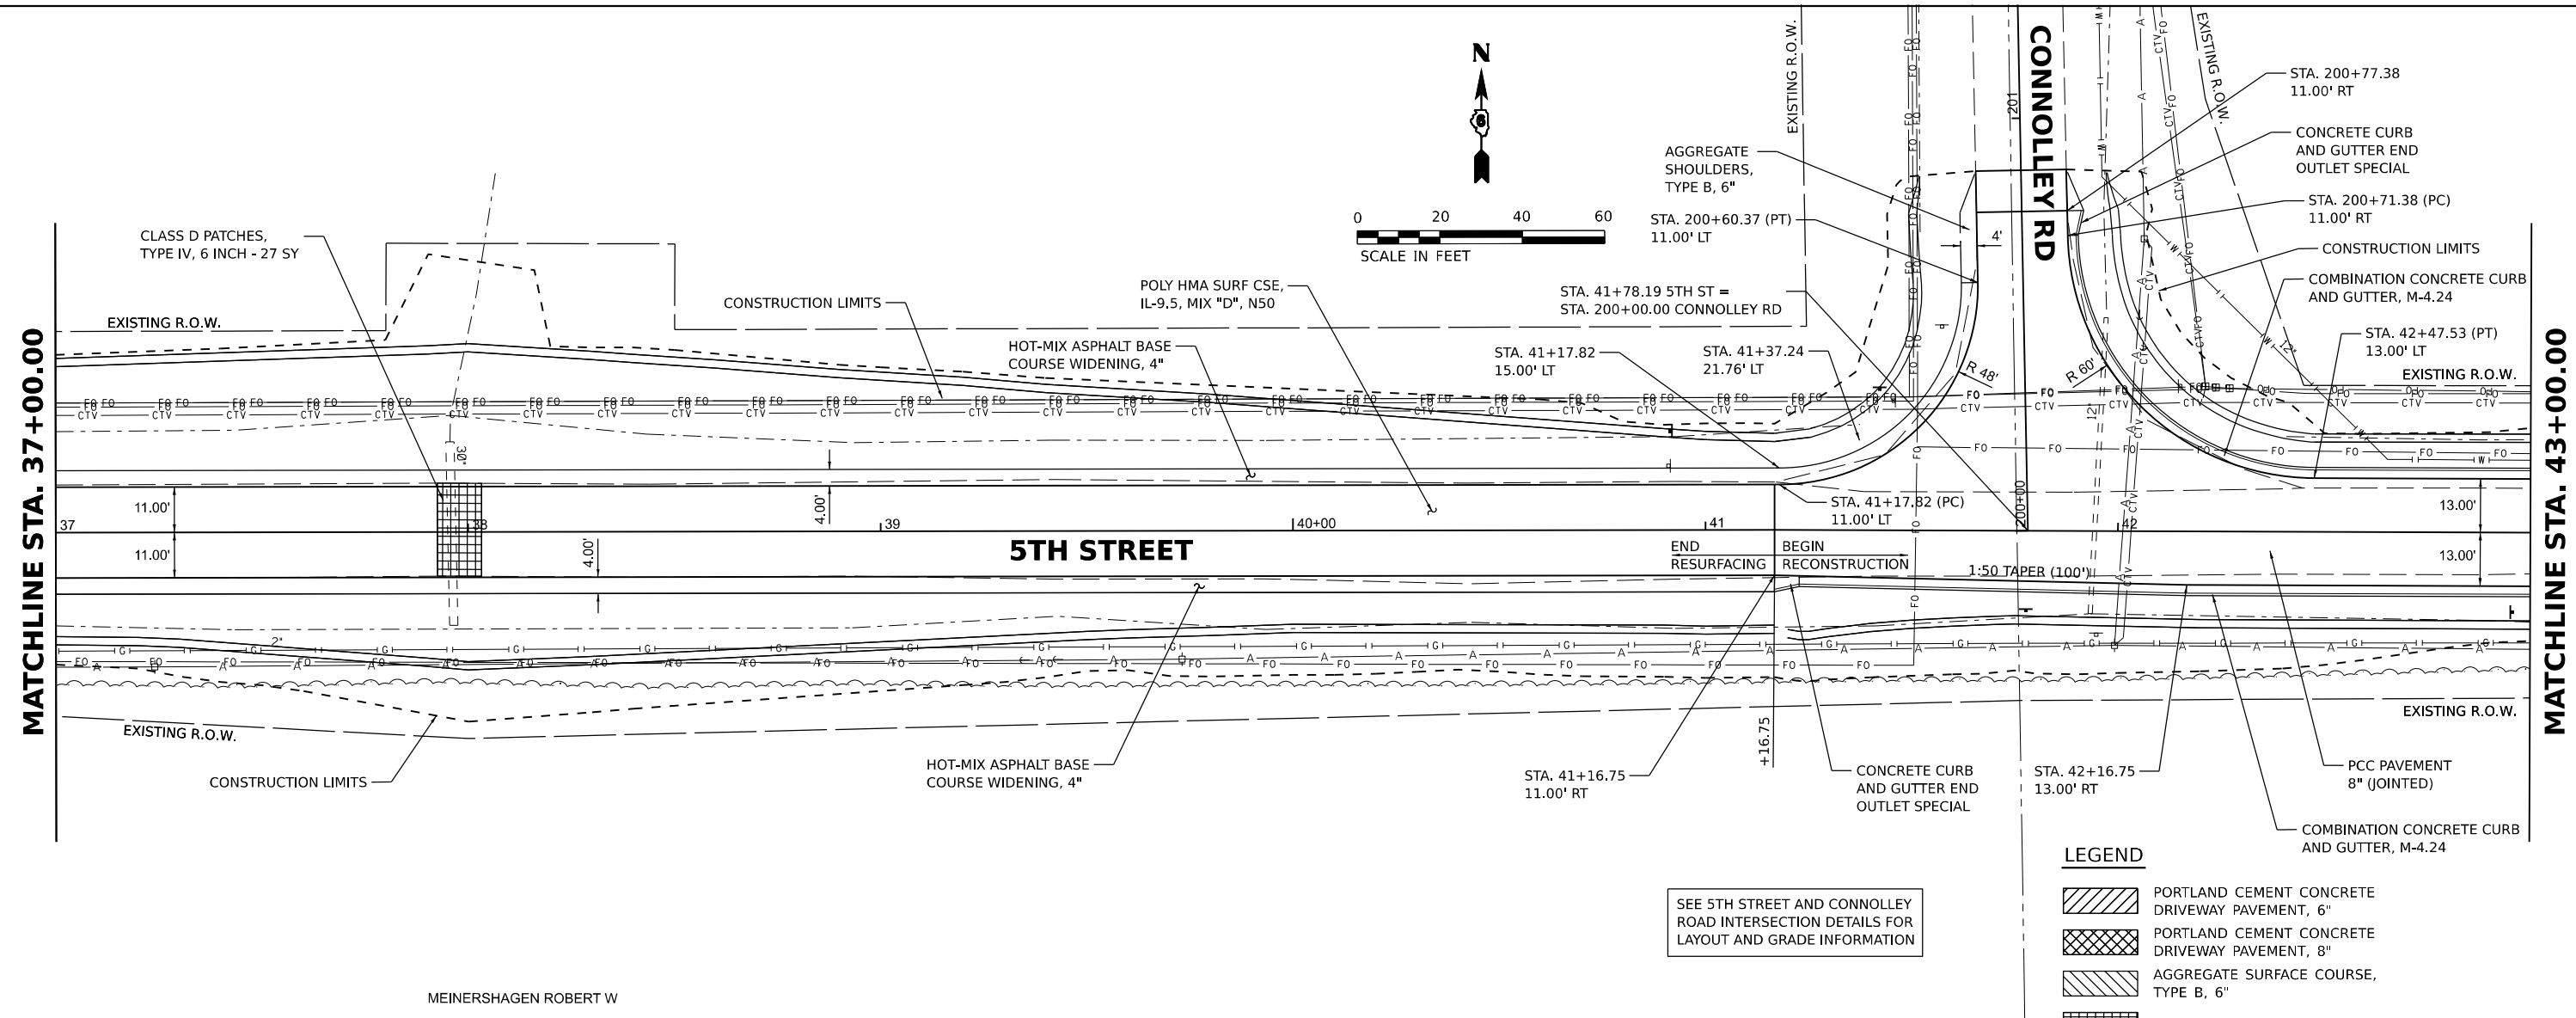 MATCHLINE STA. 37+00.00
EXISTING R.O.W.
CLASS D PATCHES,
TYPE IV, 6 INCH - 27 SY
CONSTRUCTION LIMITS
HOT-MIX ASPHALT BASE
COURSE WIDENING, 4"
POLY HMA SURF CSE,
IL-9.5, MIX "D", N50
N
6
0 20 40 60
SCALE IN FEET
STA. 41+78.19 5TH ST =
STA. 200+00.00 CONNOLLEY RD
STA. 41+17.82
15.00' LT
STA. 41+37.24
21.76' LT
AGGREGATE
SHOULDERS,
TYPE B, 6"
STA. 200+60.37 (PT)
11.00' LT
4'
EXISTING R.O.W.
CONNOLLEY RD
201
EXISTING R.O.W.
STA. 200+77.38
11.00' RT
CONCRETE CURB
AND GUTTER END
OUTLET SPECIAL
STA. 200+71.38 (PC)
11.00' RT
CONSTRUCTION LIMITS
COMBINATION CONCRETE CURB
AND GUTTER, M-4.24
STA. 42+47.53 (PT)
13.00' LT
EXISTING R.O.W.
R 48'
R 60'
12"
12"
MATCHLINE STA. 43+00.00
30"
11.00'
11.00'
4.00'
4.00'
37
38
39
40+00
41
42
200+00
5TH STREET
STA. 41+17.82 (PC)
11.00' LT
END
RESURFACING
BEGIN
RECONSTRUCTION
1:50 TAPER (100')
13.00'
13.00'
2"
EXISTING R.O.W.
CONSTRUCTION LIMITS
HOT-MIX ASPHALT BASE
COURSE WIDENING, 4"
+16.75
STA. 41+16.75
11.00' RT
CONCRETE CURB
AND GUTTER END
OUTLET SPECIAL
STA. 42+16.75
13.00' RT
EXISTING R.O.W.
PCC PAVEMENT
8" (JOINTED)
COMBINATION CONCRETE CURB
AND GUTTER, M-4.24
SEE 5TH STREET AND CONNOLLEY
ROAD INTERSECTION DETAILS FOR
LAYOUT AND GRADE INFORMATION
LEGEND
PORTLAND CEMENT CONCRETE
DRIVEWAY PAVEMENT, 6"
PORTLAND CEMENT CONCRETE
DRIVEWAY PAVEMENT, 8"
AGGREGATE SURFACE COURSE,
TYPE B, 6"
MEINERSHAGEN ROBERT W